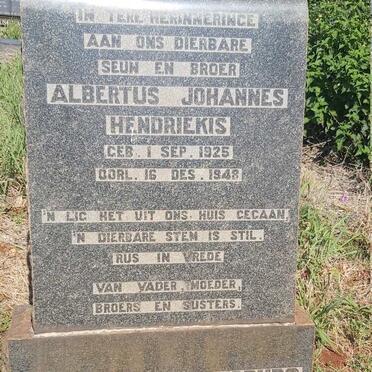 IN TERE HERINNERINGE
AAN ONS DIERBARE
SEUN EN BROER
ALBERTUS JOHANNES
HENDRIEKIS
GEB. 1 SEP. 1925
OORL. 16 DES. 1948
'N LIG HET UIT ONS HUIS GEGAAN,
'N DIERBARE STEM IS STIL.
RUS IN VREDE
VAN VADER, MOEDER,
BROERS EN SUSTERS